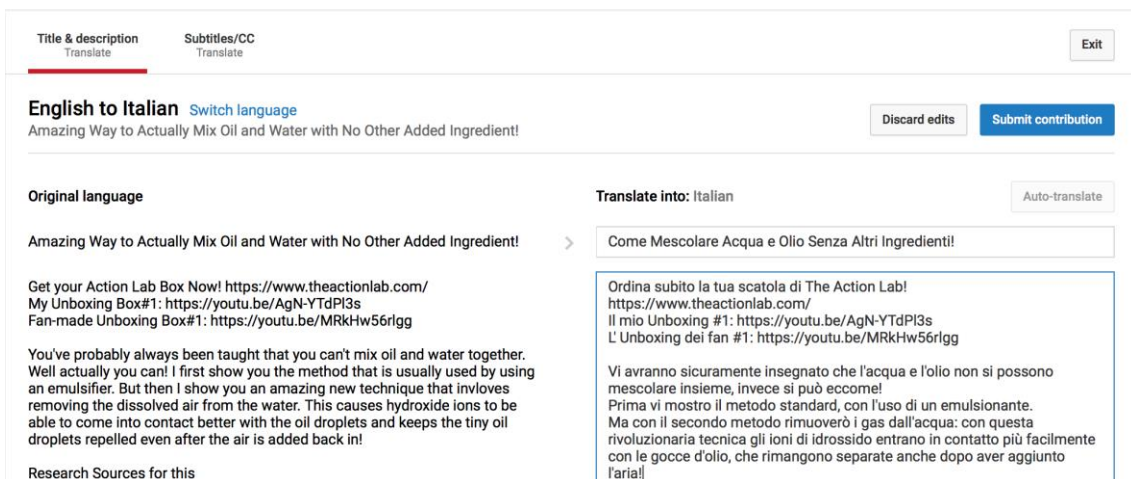 Title & description
Translate
Subtitles/CC
Translate
Exit
English to Italian Switch language
Amazing Way to Actually Mix Oil and Water with No Other Added Ingredient!
Discard edits
Submit contribution
Original language
Translate into: Italian
Auto-translate
Amazing Way to Actually Mix Oil and Water with No Other Added Ingredient!
Come Mescolare Acqua e Olio Senza Altri Ingredienti!
Get your Action Lab Box Now! https://www.theactionlab.com/
My Unboxing Box#1: https://youtu.be/AgN-YTdPl3s
Fan-made Unboxing Box#1: https://youtu.be/MRkHw56rlgg
You've probably always been taught that you can't mix oil and water together.
Well actually you can! I first show you the method that is usually used by using
an emulsifier. But then I show you an amazing new technique that invloves
removing the dissolved air from the water. This causes hydroxide ions to be
able to come into contact better with the oil droplets and keeps the tiny oil
droplets repelled even after the air is added back in!
Research Sources for this
Ordina subito la tua scatola di The Action Lab!
https://www.theactionlab.com/
Il mio Unboxing #1: https://youtu.be/AgN-YTdPl3s
L' Unboxing dei fan #1: https://youtu.be/MRkHw56rlgg
Vi avranno sicuramente insegnato che l'acqua e l'olio non si possono
mescolare insieme, invece si può eccome!
Prima vi mostro il metodo standard, con l'uso di un emulsionante.
Ma con il secondo metodo rimuoverò i gas dall'acqua: con questa
rivoluzionaria tecnica gli ioni di idrossido entrano in contatto più facilmente
con le gocce d'olio, che rimangono separate anche dopo aver aggiunto
l'aria!